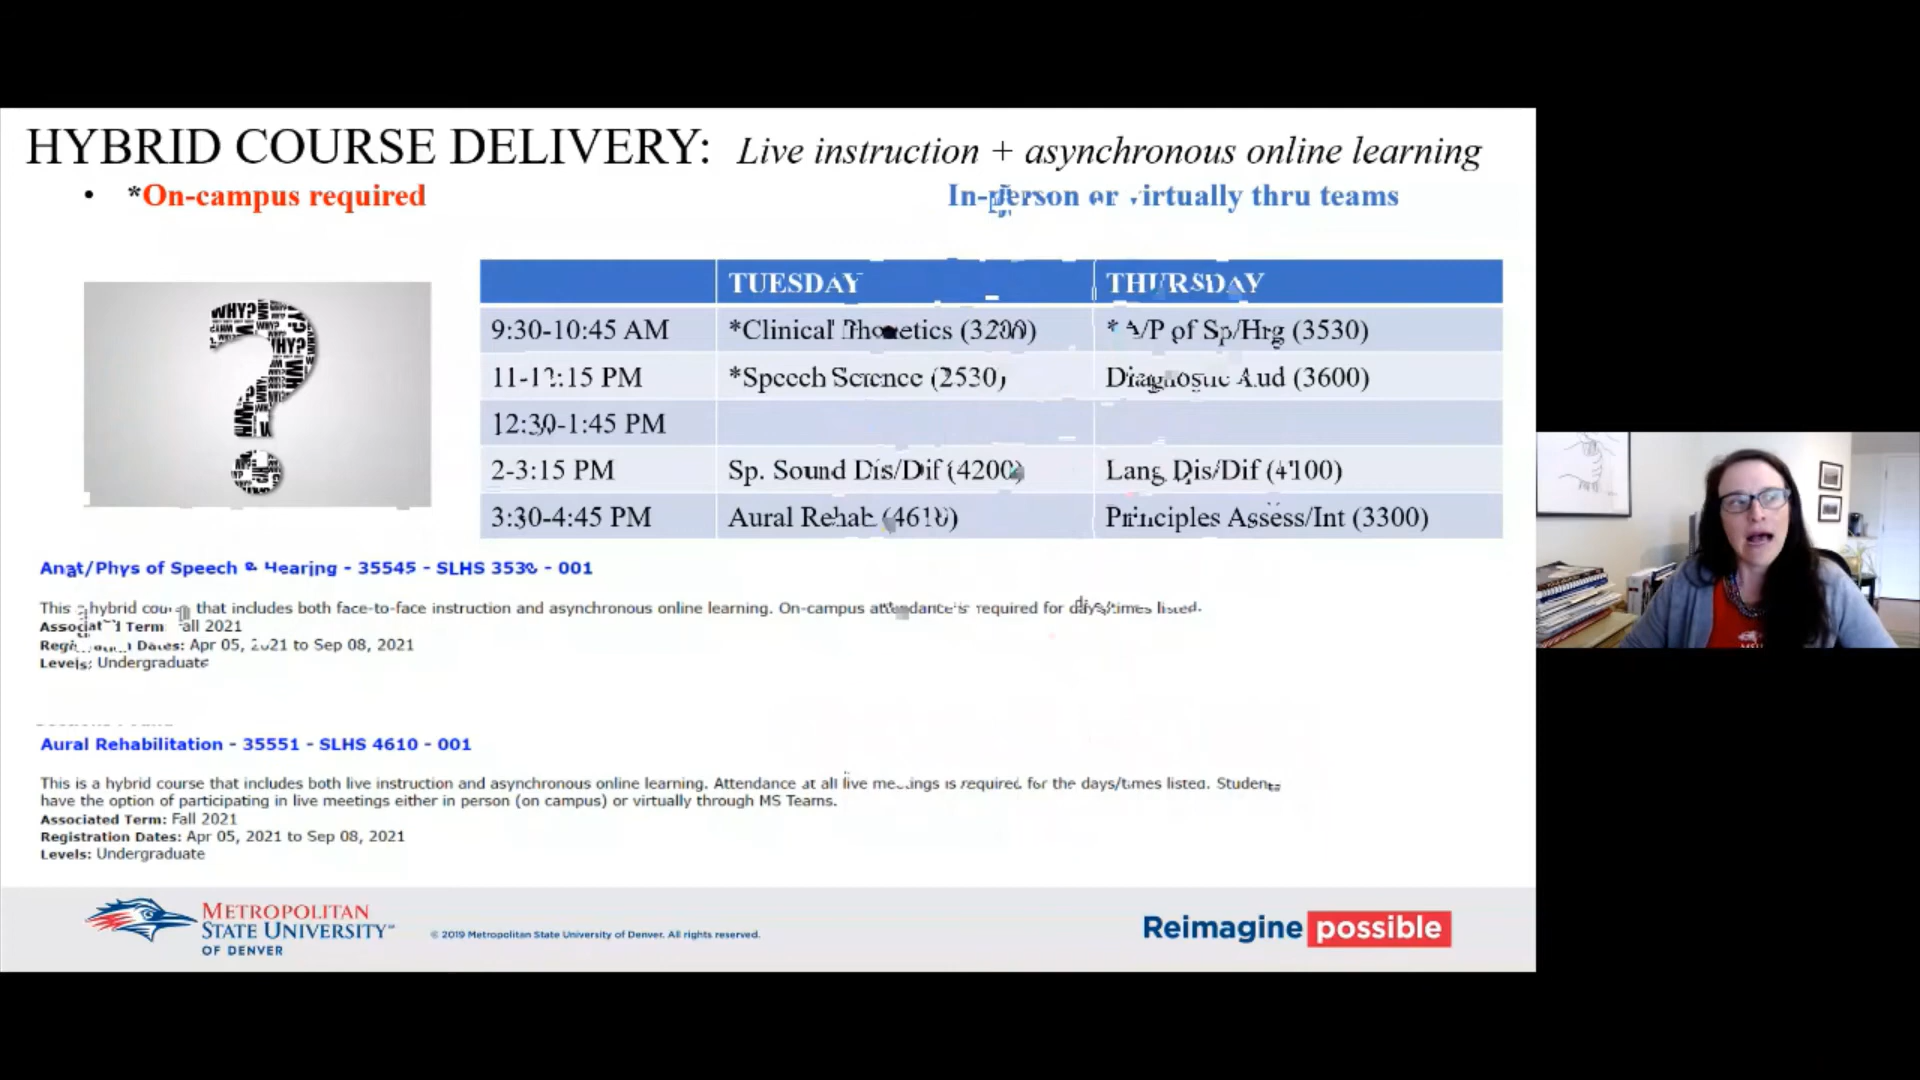 HYBRID COURSE DELIVERY: Live instruction + asynchronous online learning
• *On-campus required
In-person or virtually thru teams
TUESDAY THURSDAY
9:30-10:45 AM *Clinical Phonetics (3200) *A/P of Sp/Hrg (3530)
11-12:15 PM *Speech Science (2530) Diagnostic Aud (3600)
12:30-1:45 PM
2-3:15 PM Sp. Sound Dis/Dif (4200) Lang Dis/Dif (4100)
3:30-4:45 PM Aural Rehab (4610) Principles Assess/Int (3300)
WHY?
Anat/Phys of Speech & Hearing - 35545 - SLHS 3530 - 001
This hybrid course that includes both face-to-face instruction and asynchronous online learning. On-campus attendance is required for days/times listed.
Associated Term: Fall 2021
Registration Dates: Apr 05, 2021 to Sep 08, 2021
Levels: Undergraduate
Aural Rehabilitation - 35551 - SLHS 4610 - 001
This is a hybrid course that includes both live instruction and asynchronous online learning. Attendance at all live meetings is required for the days/times listed. Students
have the option of participating in live meetings either in person (on campus) or virtually through MS Teams.
Associated Term: Fall 2021
Registration Dates: Apr 05, 2021 to Sep 08, 2021
Levels: Undergraduate
METROPOLITAN
STATE UNIVERSITY™
OF DENVER
© 2019 Metropolitan State University of Denver. All rights reserved.
Reimagine possible